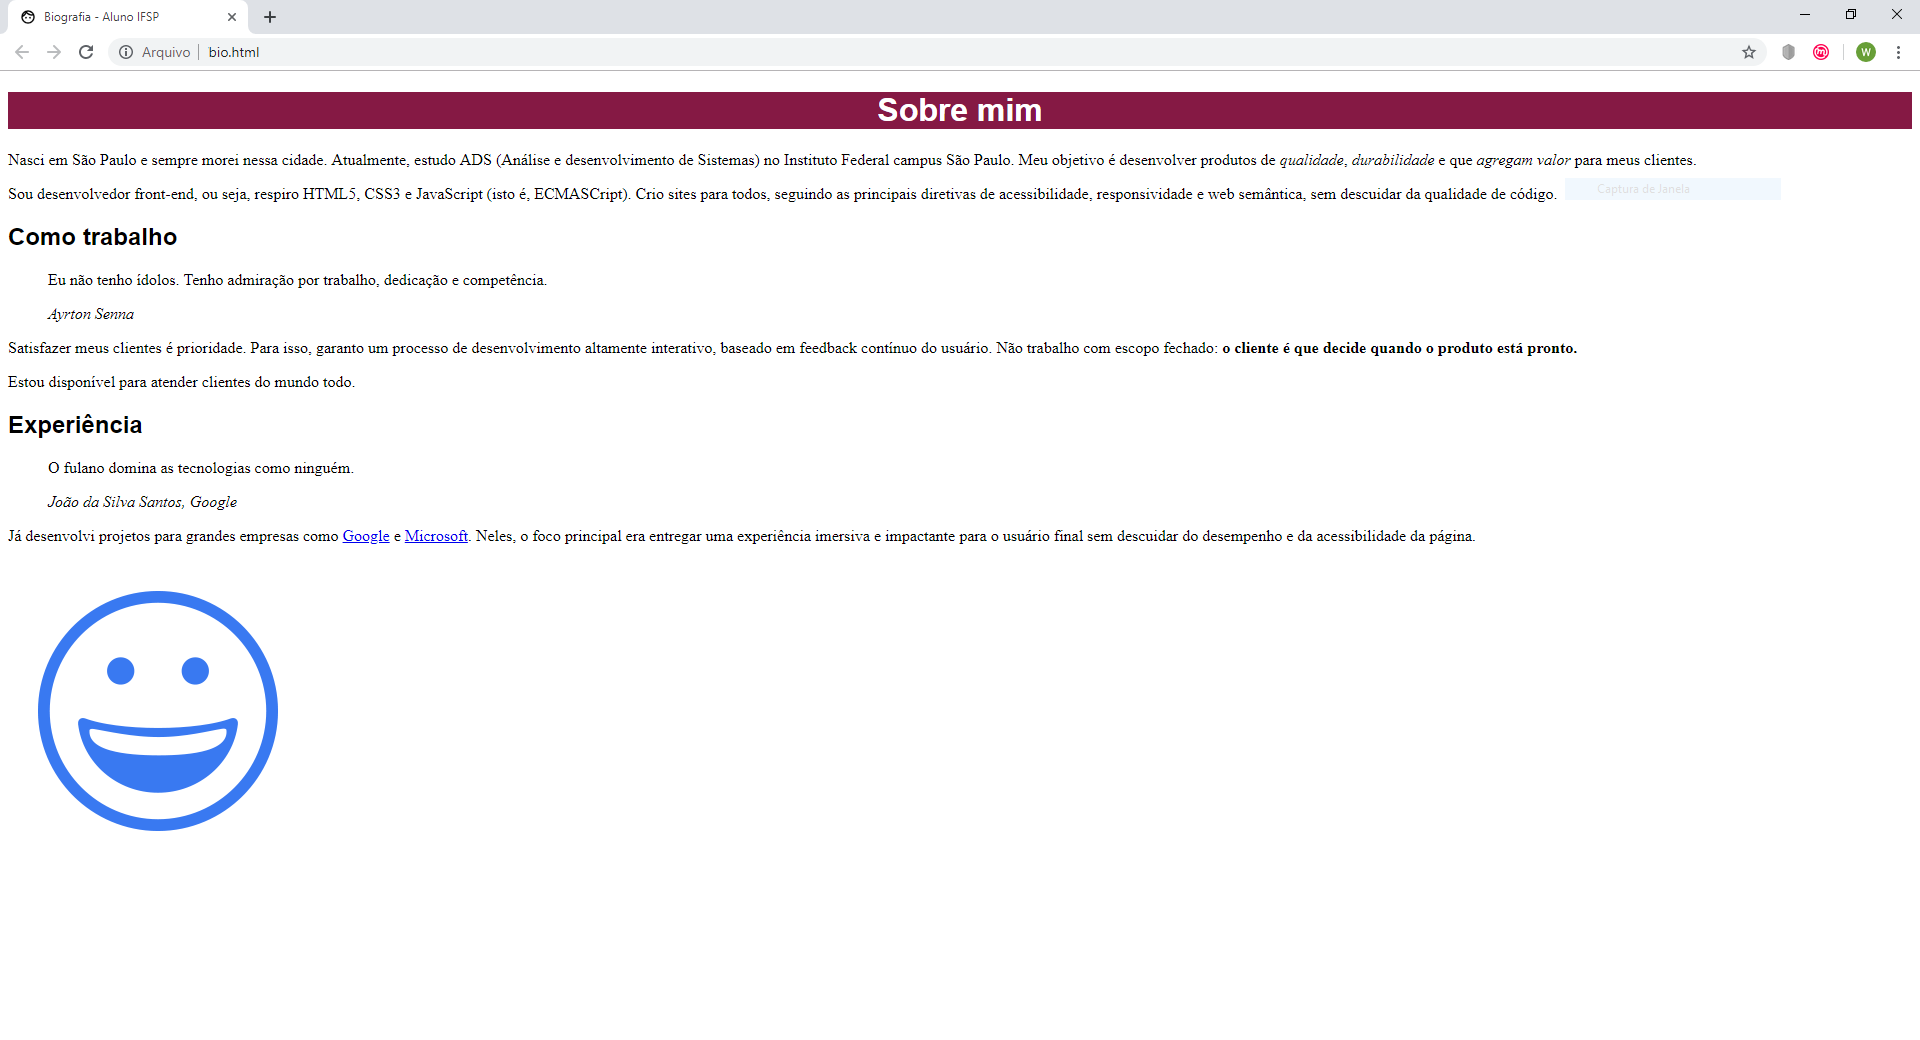 Biografia - Aluno IFSP
Arquivo | bio.html
W
Sobre mim
Nasci em São Paulo e sempre morei nessa cidade. Atualmente, estudo ADS (Análise e desenvolvimento de Sistemas) no Instituto Federal campus São Paulo. Meu objetivo é desenvolver produtos de qualidade, durabilidade e que agregam valor para meus clientes.
Sou desenvolvedor front-end, ou seja, respiro HTML5, CSS3 e JavaScript (isto é, ECMASCript). Crio sites para todos, seguindo as principais diretivas de acessibilidade, responsividade e web semântica, sem descuidar da qualidade de código.
Captura de Janela
Como trabalho
Eu não tenho ídolos. Tenho admiração por trabalho, dedicação e competência.
Ayrton Senna
Satisfazer meus clientes é prioridade. Para isso, garanto um processo de desenvolvimento altamente interativo, baseado em feedback contínuo do usuário. Não trabalho com escopo fechado: o cliente é que decide quando o produto está pronto.
Estou disponível para atender clientes do mundo todo.
Experiência
O fulano domina as tecnologias como ninguém.
João da Silva Santos, Google
Já desenvolvi projetos para grandes empresas como Google e Microsoft. Neles, o foco principal era entregar uma experiência imersiva e impactante para o usuário final sem descuidar do desempenho e da acessibilidade da página.